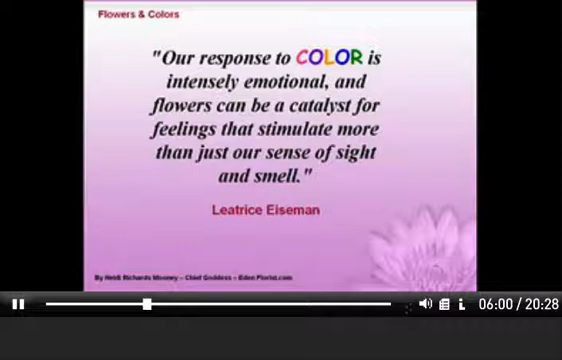 Flowers & Colors
"Our response to COLOR is
intensely emotional, and
flowers can be a catalyst for
feelings that stimulate more
than just our sense of sight
and smell."
Leatrice Eiseman
By Heidi Richards Mooney – Chief Goddess – Eden Florist.com
06:00 / 20:28